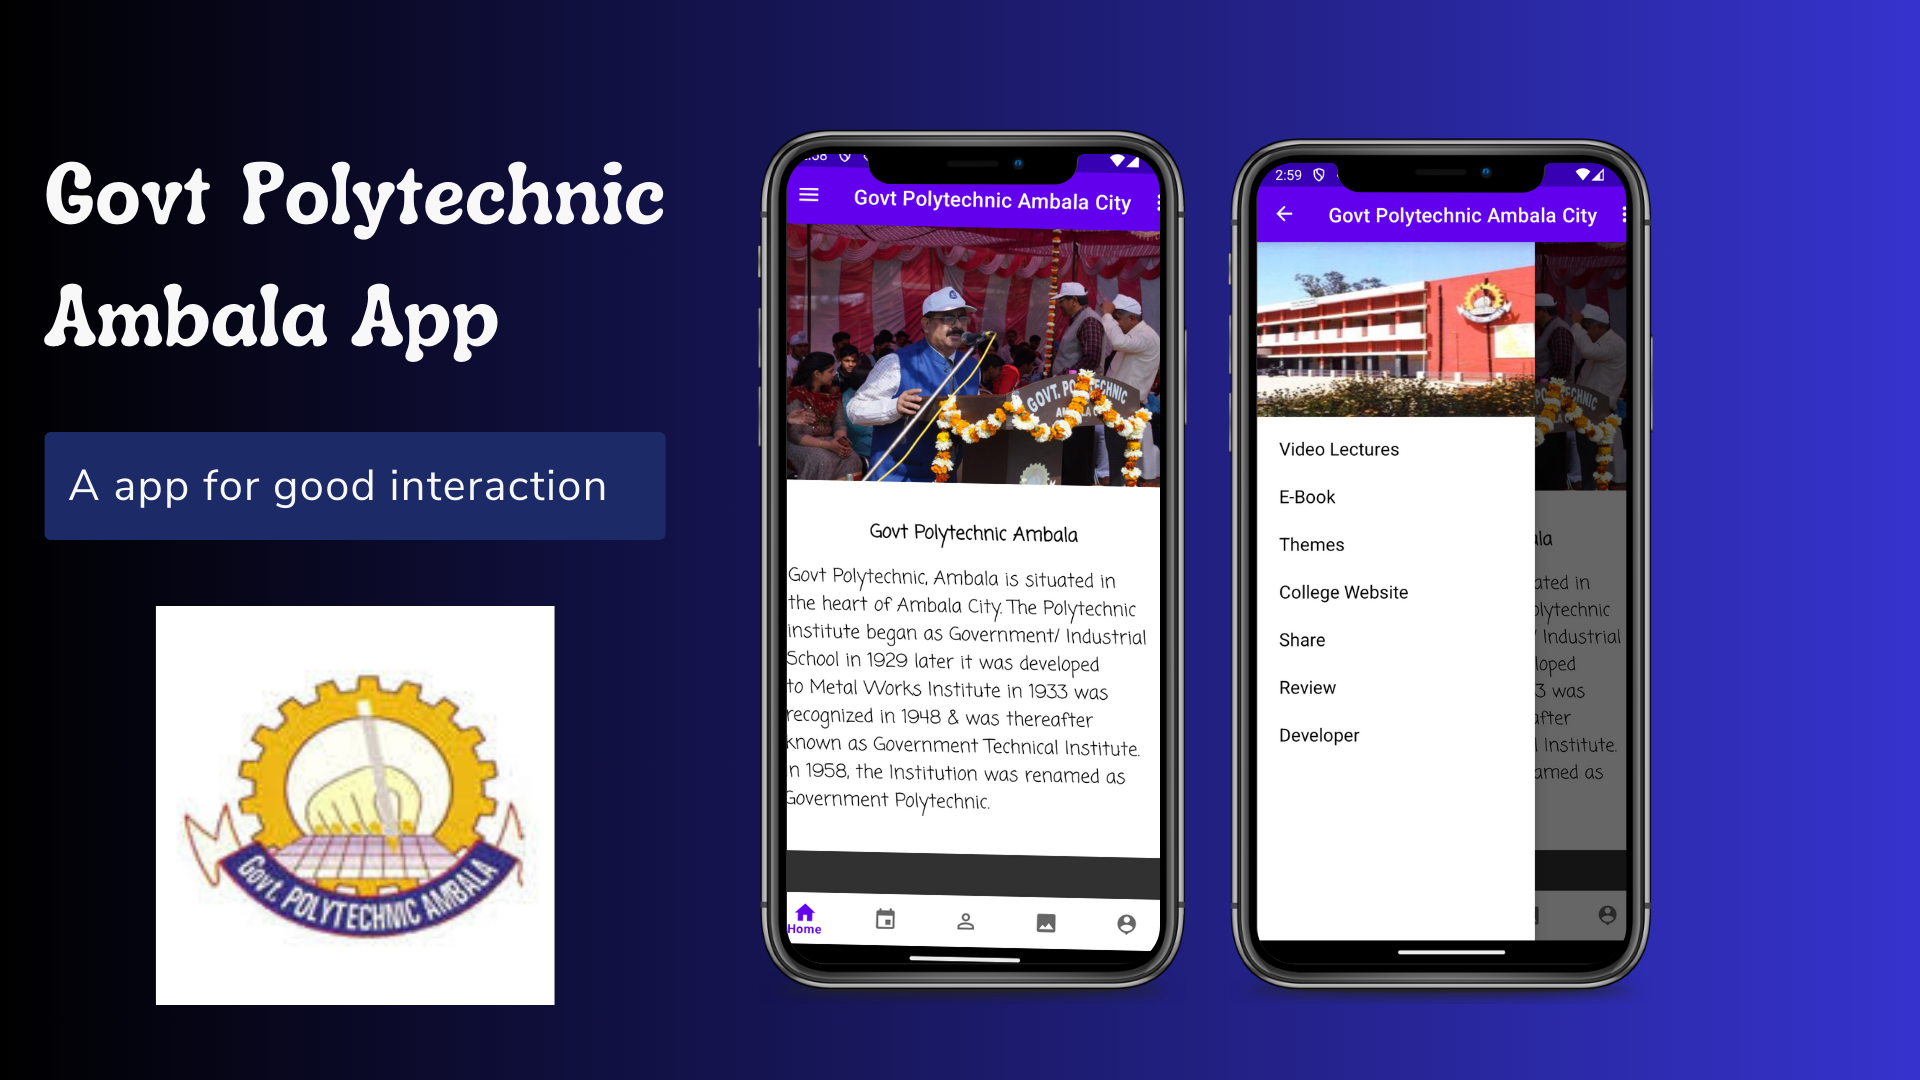 Govt Polytechnic
Ambala App
A app for good interaction
Govt. POLYTECHNIC AMBALA
Govt Polytechnic Ambala City
GOVT. POLYTECHNIC
Govt Polytechnic Ambala
Govt Polytechnic, Ambala is situated in
the heart of Ambala City. The Polytechnic
institute began as Government/ Industrial
School in 1929 later it was developed
to Metal Works Institute in 1933 was
recognized in 1948 & was thereafter
known as Government Technical Institute.
In 1958, the Institution was renamed as
Government Polytechnic.
Home
2:59
Govt Polytechnic Ambala City
Video Lectures
E-Book
Themes
College Website
Share
Review
Developer
ala
ated in
olytechnic
/ Industrial
loped
3 was
after
l Institute.
amed as